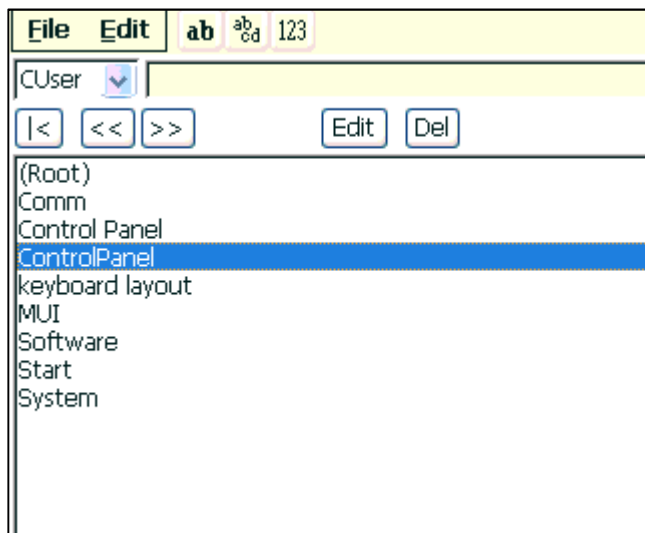 File Edit ab ab cd 123
CUser
|< << >> Edit Del
(Root)
Comm
Control Panel
ControlPanel
keyboard layout
MUI
Software
Start
System